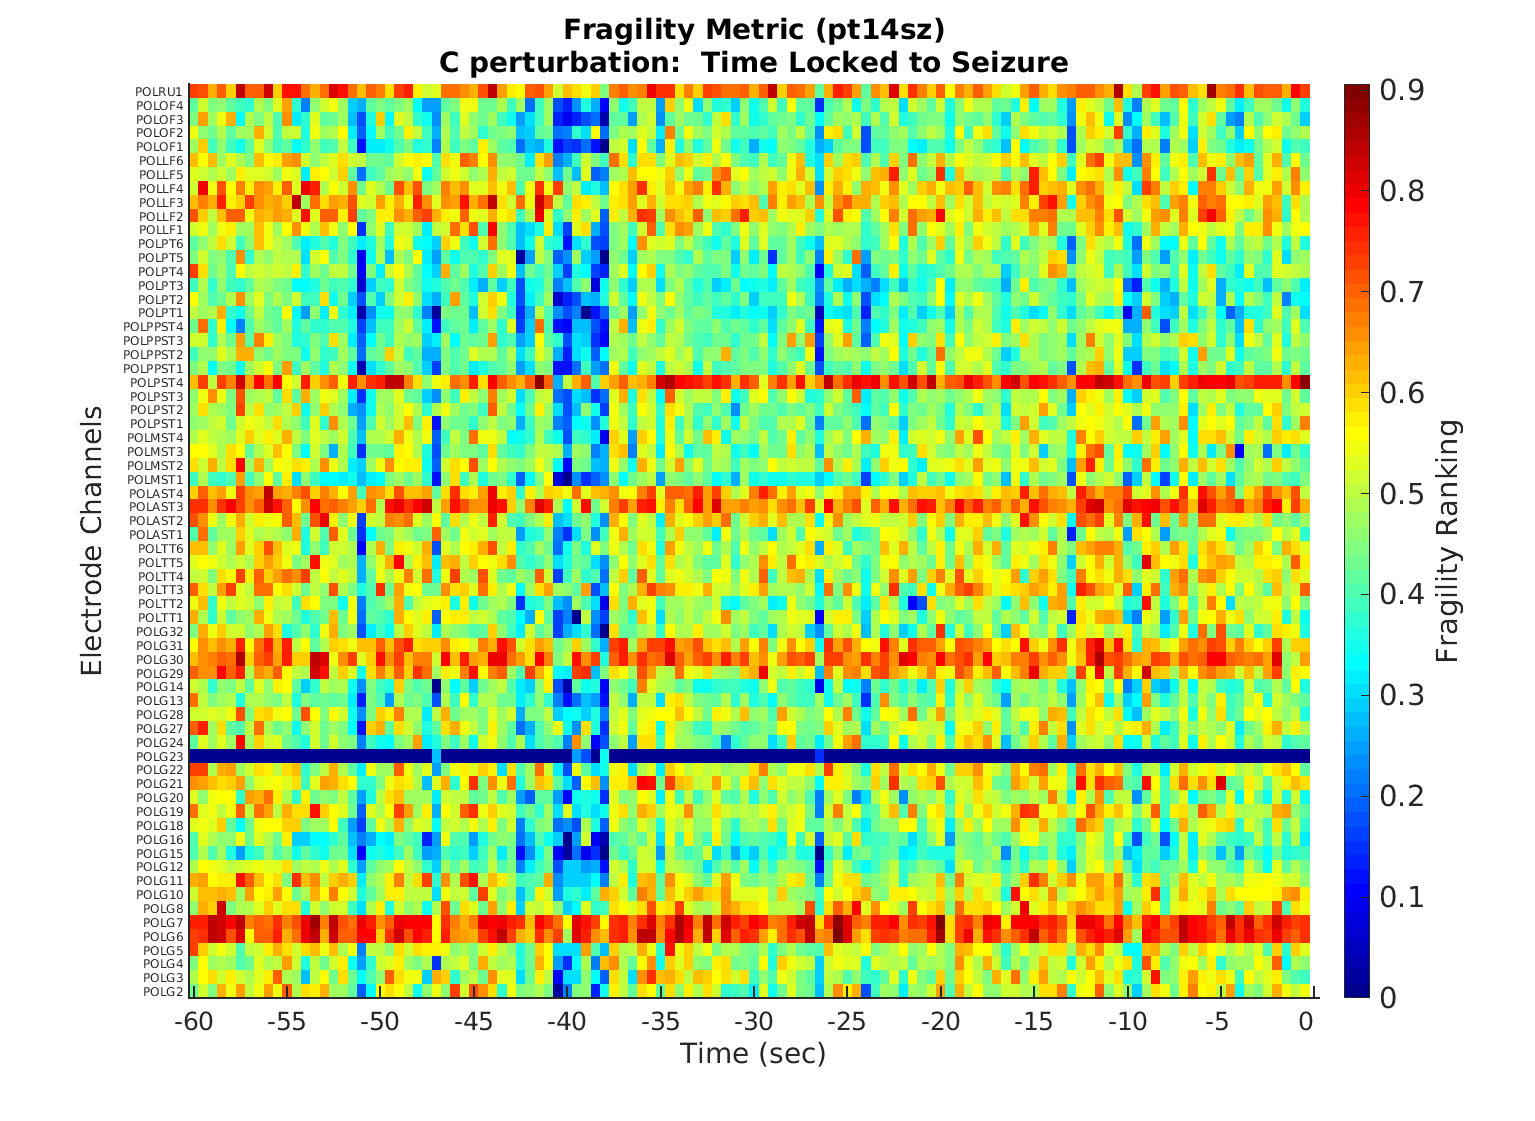 Fragility Metric (pt14sz)
C perturbation:  Time Locked to Seizure
POLRU1
POLOF4
POLOF3
POLOF2
POLOF1
POLLF6
POLLF5
POLLF4
POLLF3
POLLF2
POLLF1
POLPT6
POLPT5
POLPT4
POLPT3
POLPT2
POLPT1
POLPPST4
POLPPST3
POLPPST2
POLPPST1
POLPST4
POLPST3
POLPST2
POLPST1
POLMST4
POLMST3
POLMST2
POLMST1
POLAST4
POLAST3
POLAST2
POLAST1
POLTT6
POLTT5
POLTT4
POLTT3
POLTT2
POLTT1
POLG32
POLG31
POLG30
POLG29
POLG14
POLG13
POLG28
POLG27
POLG24
POLG23
POLG22
POLG21
POLG20
POLG19
POLG18
POLG16
POLG15
POLG12
POLG11
POLG10
POLG8
POLG7
POLG6
POLG5
POLG4
POLG3
POLG2
Electrode Channels
-60 -55 -50 -45 -40 -35 -30 -25 -20 -15 -10 -5 0
Time (sec)
0.9
0.8
0.7
0.6
0.5
0.4
0.3
0.2
0.1
0
Fragility Ranking